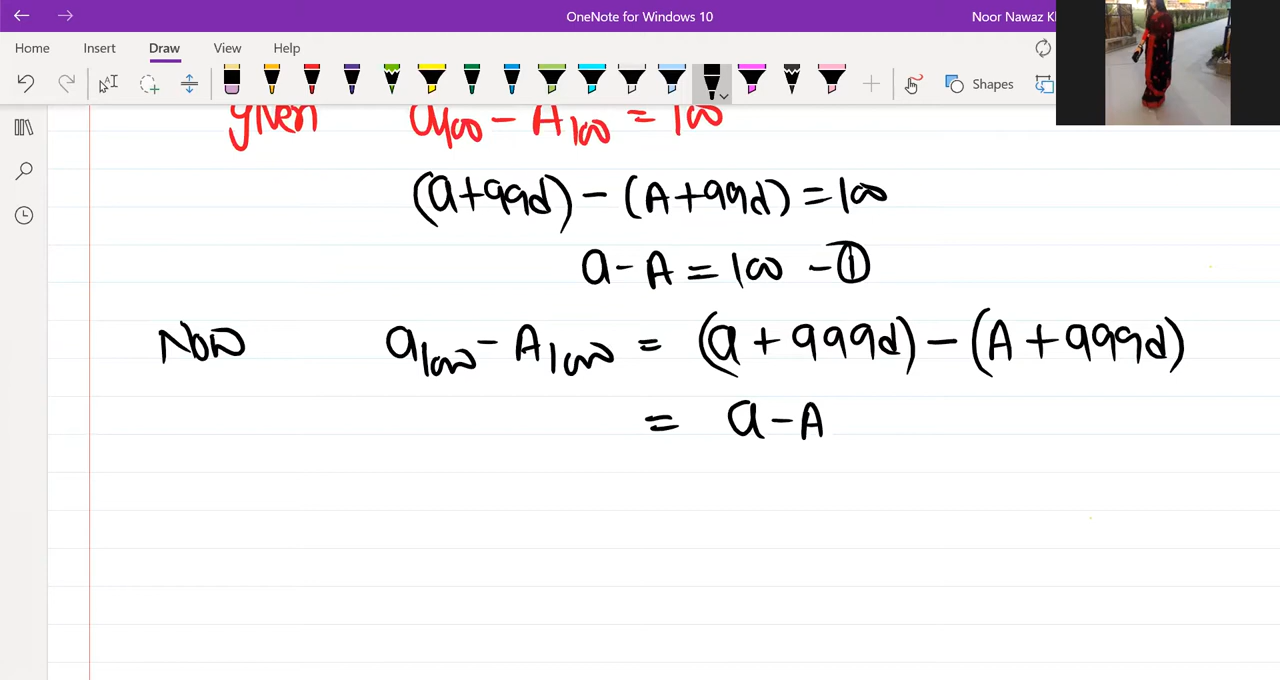 OneNote for Windows 10
Noor Nawaz Kh
Home Insert Draw View Help
Shapes
given a100 - A100 = 100
(a+99d) - (A+99d) = 100
a - A = 100 - ①
Now a1000 - A1000 = (a + 999d) - (A + 999d)
= a - A